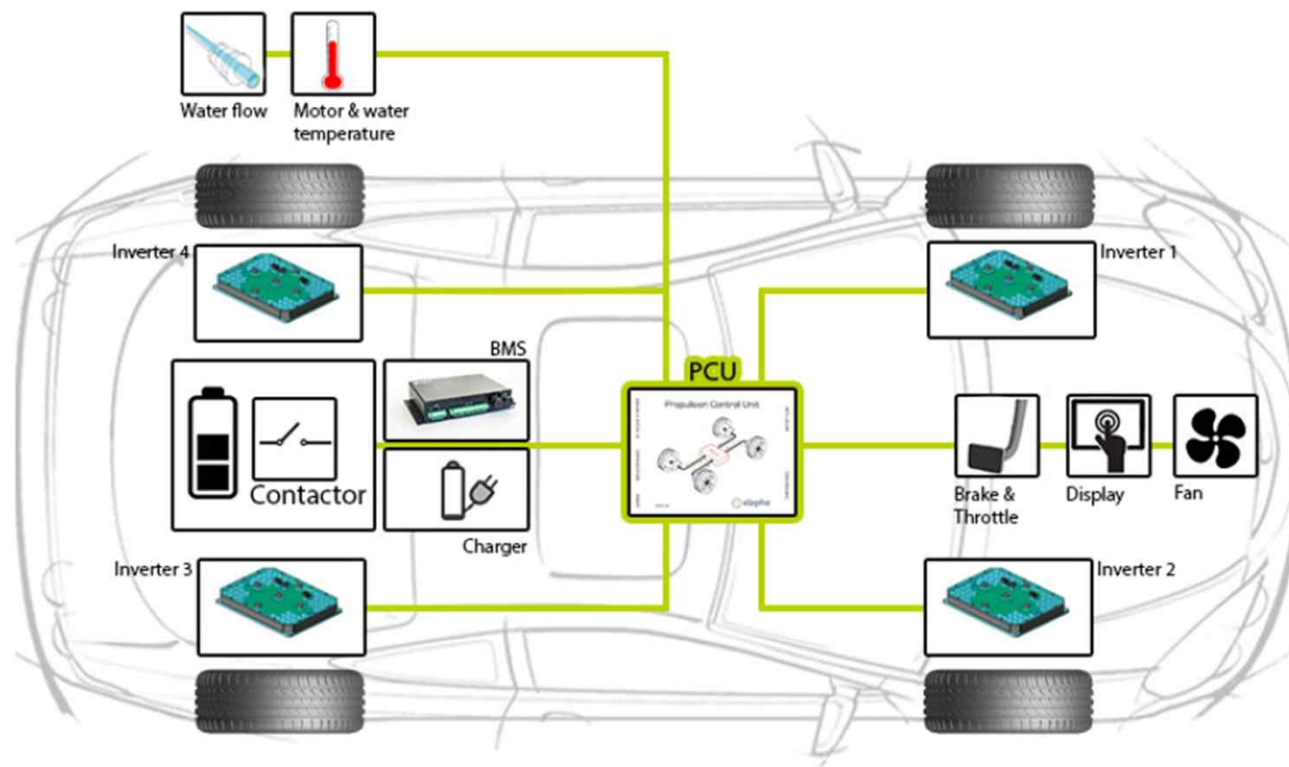 Water flow
Motor & water
temperature
Inverter 4
Inverter 1
BMS
PCU
Propulsion Control Unit
elaphe
Contactor
Charger
Brake &
Throttle
Display
Fan
Inverter 3
Inverter 2